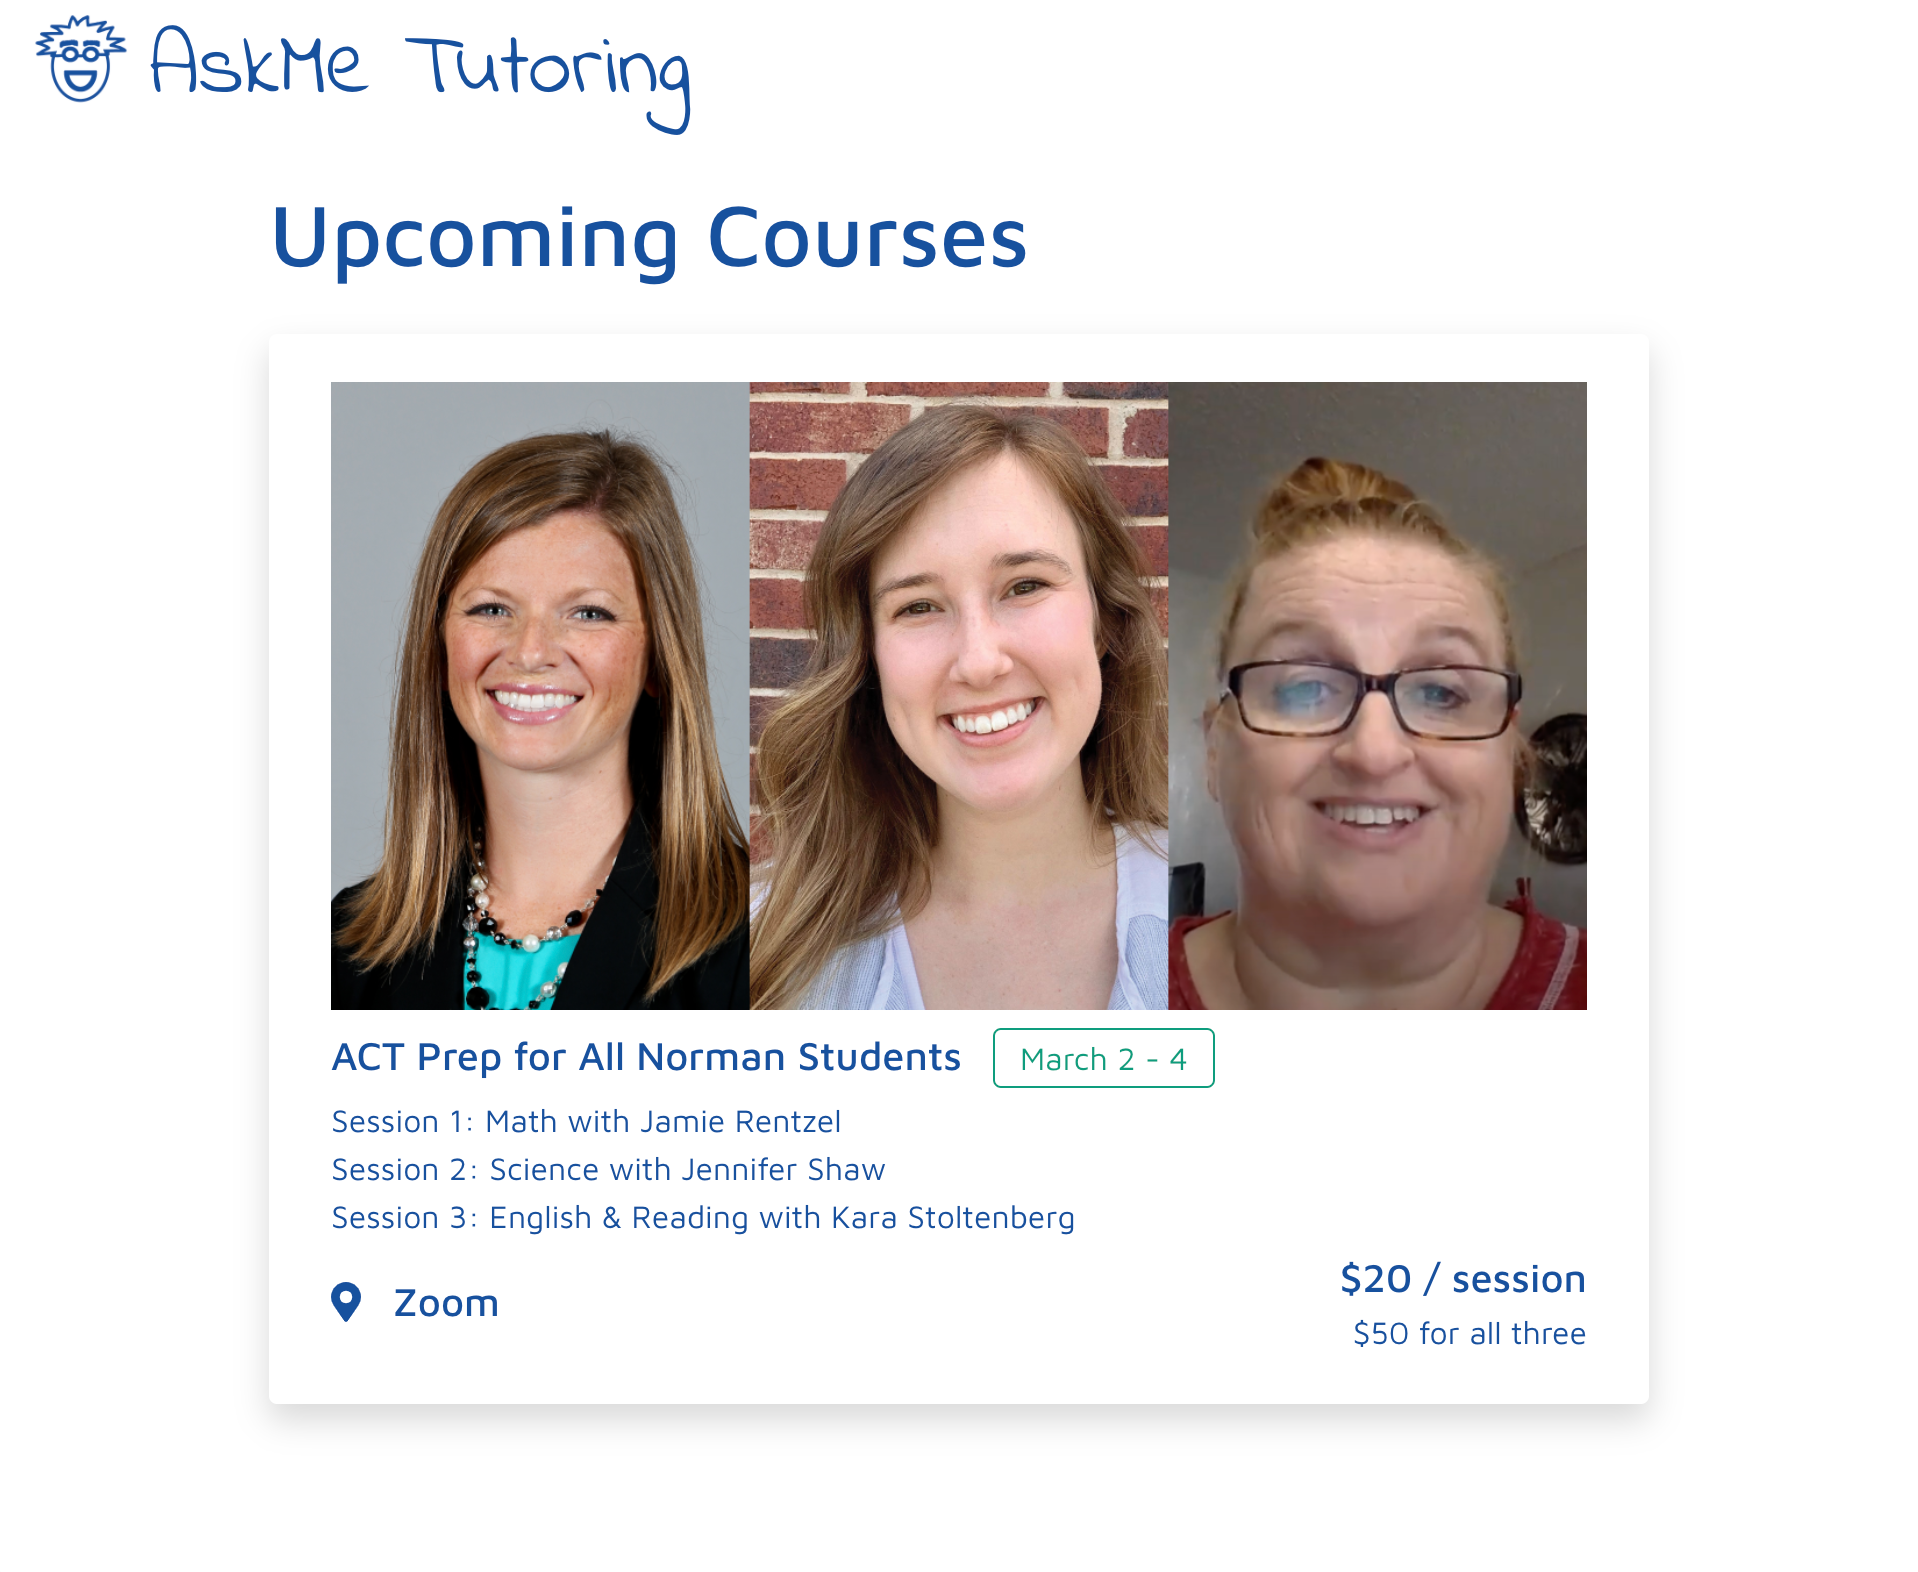 AskMe Tutoring
Upcoming Courses
ACT Prep for All Norman Students
March 2 - 4
Session 1: Math with Jamie Rentzel
Session 2: Science with Jennifer Shaw
Session 3: English & Reading with Kara Stoltenberg
Zoom
$20 / session
$50 for all three